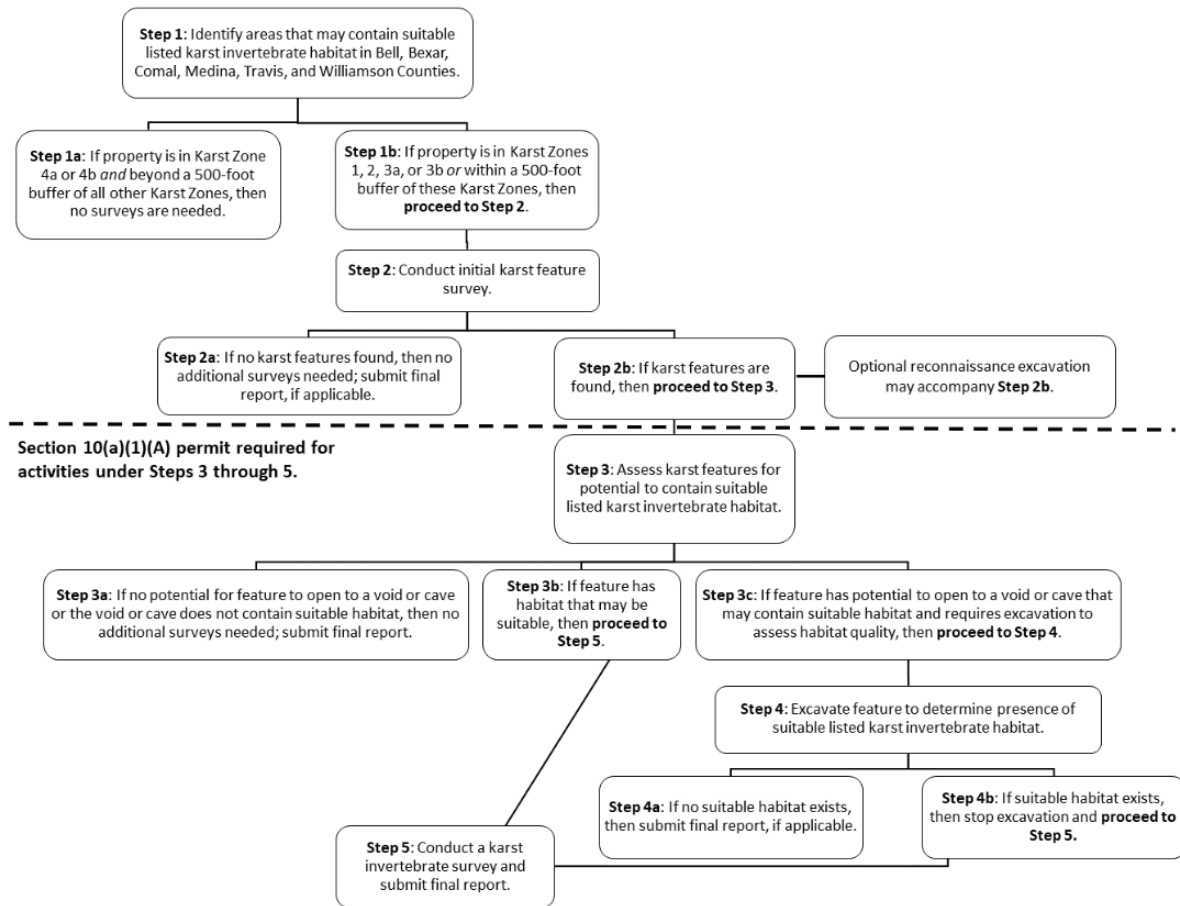 Step 1: Identify areas that may contain suitable
listed karst invertebrate habitat in Bell, Bexar,
Comal, Medina, Travis, and Williamson Counties.
Step 1a: If property is in Karst Zone
4a or 4b and beyond a 500-foot
buffer of all other Karst Zones, then
no surveys are needed.
Step 1b: If property is in Karst Zones
1, 2, 3a, or 3b or within a 500-foot
buffer of these Karst Zones, then
proceed to Step 2.
Step 2: Conduct initial karst feature
survey.
Step 2a: If no karst features found, then no
additional surveys needed; submit final
report, if applicable.
Step 2b: If karst features are
found, then proceed to Step 3.
Optional reconnaissance excavation
may accompany Step 2b.
Section 10(a)(1)(A) permit required for
activities under Steps 3 through 5.
Step 3: Assess karst features for
potential to contain suitable
listed karst invertebrate habitat.
Step 3a: If no potential for feature to open to a void or cave
or the void or cave does not contain suitable habitat, then no
additional surveys needed; submit final report.
Step 3b: If feature has
habitat that may be
suitable, then proceed to
Step 5.
Step 3c: If feature has potential to open to a void or cave that
may contain suitable habitat and requires excavation to
assess habitat quality, then proceed to Step 4.
Step 4: Excavate feature to determine presence of
suitable listed karst invertebrate habitat.
Step 4a: If no suitable habitat exists,
then submit final report, if applicable.
Step 4b: If suitable habitat exists,
then stop excavation and proceed to
Step 5.
Step 5: Conduct a karst
invertebrate survey and
submit final report.